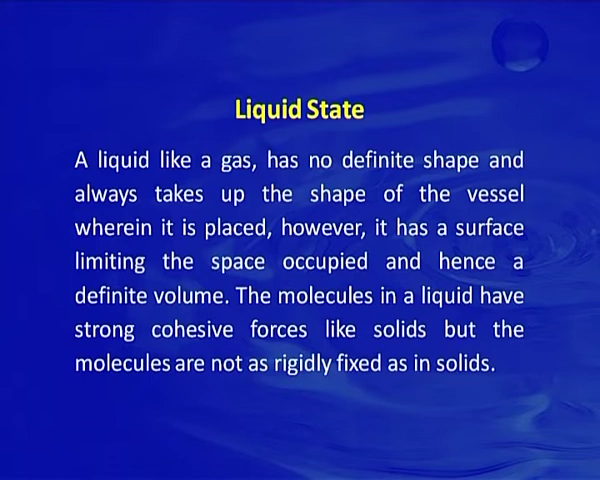 Liquid State
A liquid like a gas, has no definite shape and
always takes up the shape of the vessel
wherein it is placed, however, it has a surface
limiting the space occupied and hence a
definite volume. The molecules in a liquid have
strong cohesive forces like solids but the
molecules are not as rigidly fixed as in solids.